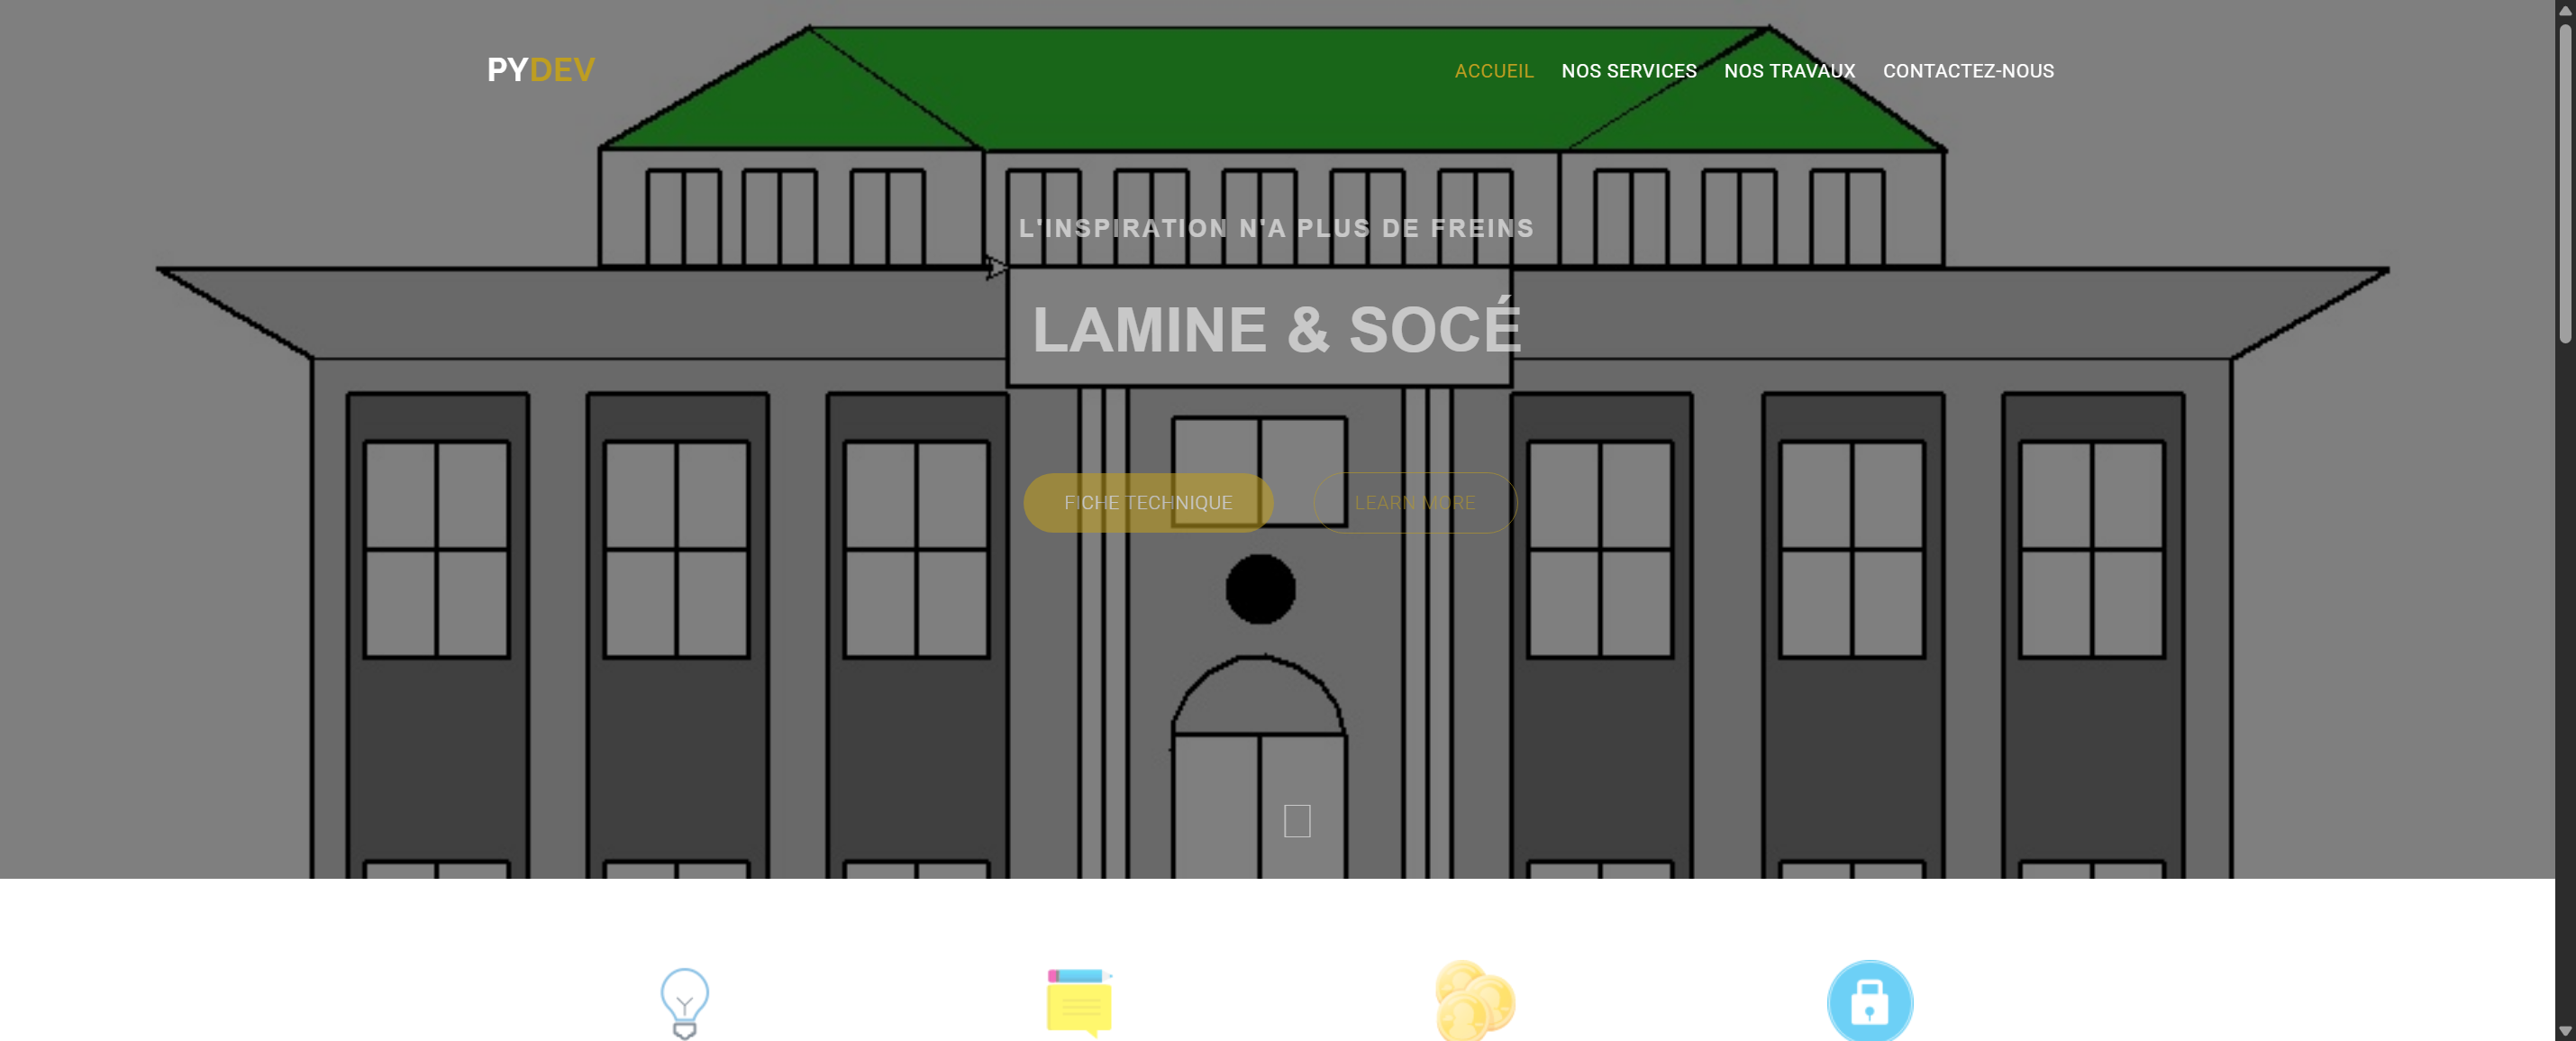 PYDEV
ACCUEIL NOS SERVICES NOS TRAVAUX CONTACTEZ-NOUS
L'INSPIRATION N'A PLUS DE FREINS
LAMINE & SOCÉ
FICHE TECHNIQUE
LEARN MORE